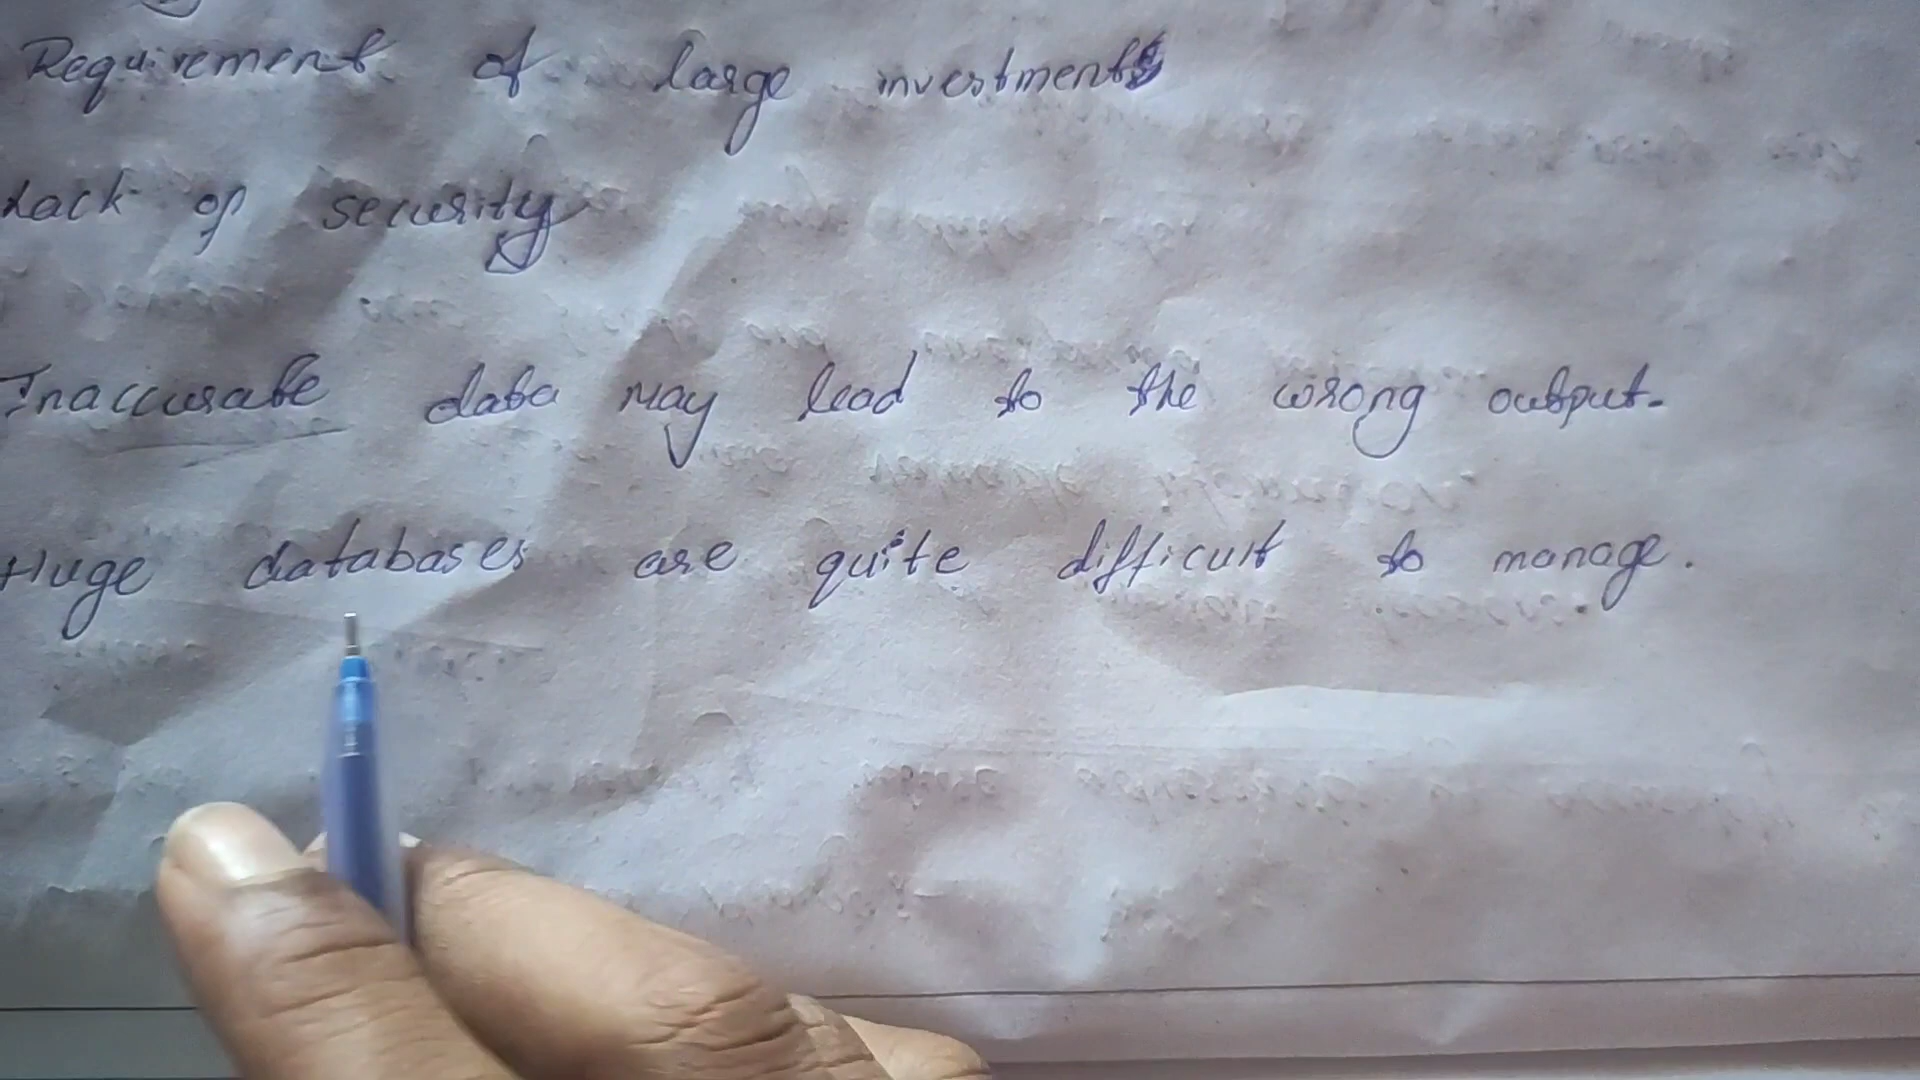 Requirement of large investments
Lack of security
Inaccurate data may lead to the wrong output.
Huge databases are quite difficult to manage.